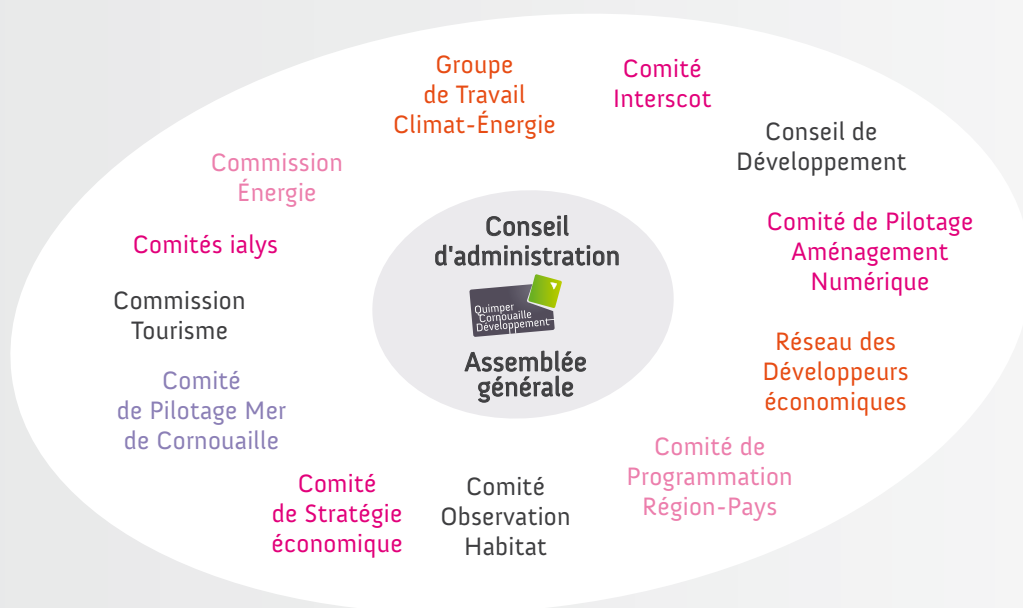 Groupe
de Travail
Climat-Énergie
Comité
Interscot
Conseil de
Développement
Comité de Pilotage
Aménagement
Numérique
Réseau des
Développeurs
économiques
Comité de
Programmation
Région-Pays
Comité
Observation
Habitat
Comité
de Stratégie
économique
Comité
de Pilotage Mer
de Cornouaille
Commission
Tourisme
Comités ialys
Commission
Énergie
Conseil
d'administration
Quimper
Cornouaille
Développement
Assemblée
générale